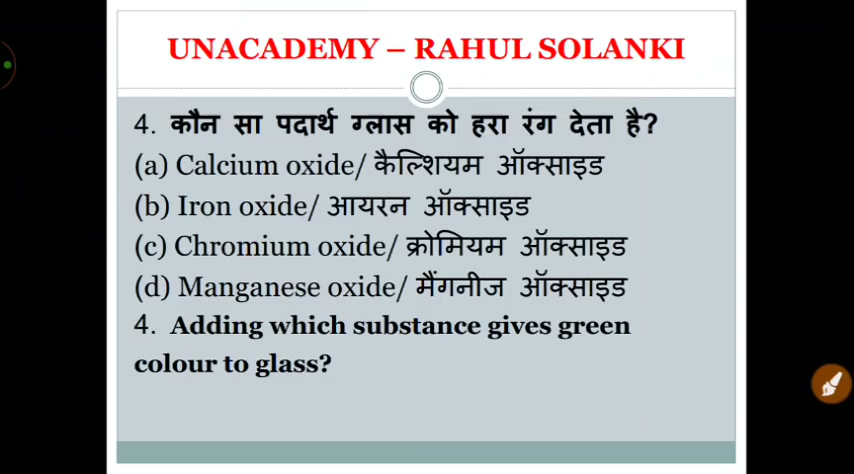 UNACADEMY – RAHUL SOLANKI
4. कौन सा पदार्थ ग्लास को हरा रंग देता है?
(a) Calcium oxide/ कैल्शियम ऑक्साइड
(b) Iron oxide/ आयरन ऑक्साइड
(c) Chromium oxide/ क्रोमियम ऑक्साइड
(d) Manganese oxide/ मैंगनीज ऑक्साइड
4. Adding which substance gives green
colour to glass?